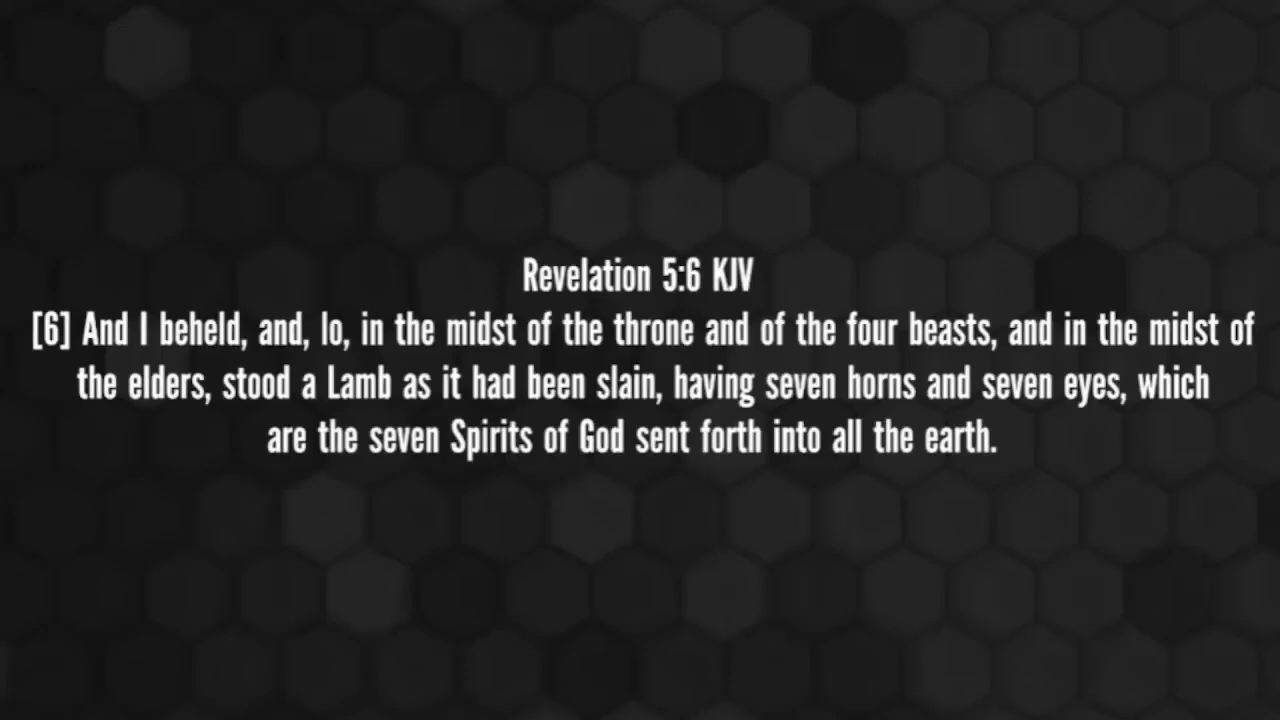 Revelation 5:6 KJV
[6] And I beheld, and, lo, in the midst of the throne and of the four beasts, and in the midst of
the elders, stood a Lamb as it had been slain, having seven horns and seven eyes, which
are the seven Spirits of God sent forth into all the earth.